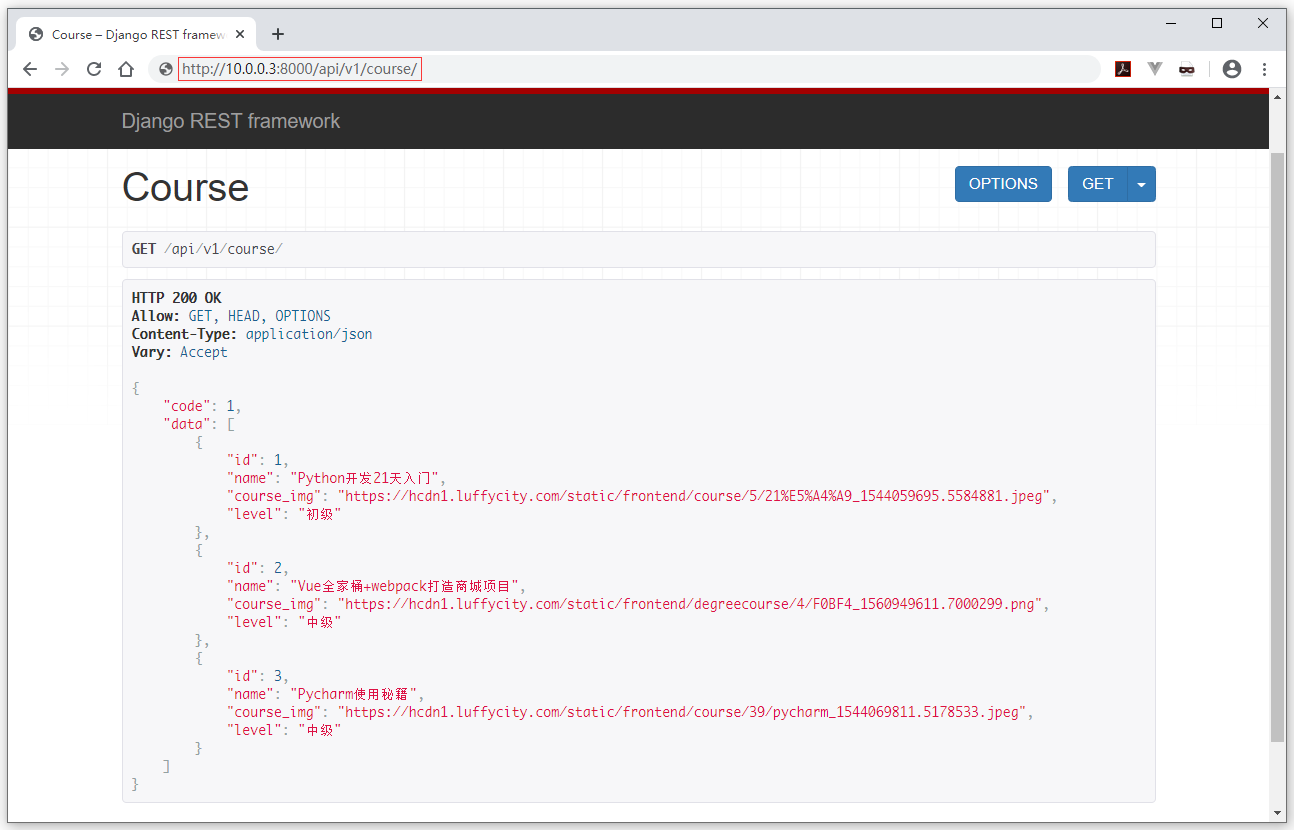 Course – Django REST framew
http://10.0.0.3:8000/api/v1/course/
Django REST framework
Course
OPTIONS
GET
GET /api/v1/course/
HTTP 200 OK
Allow: GET, HEAD, OPTIONS
Content-Type: application/json
Vary: Accept
{
    "code": 1,
    "data": [
        {
            "id": 1,
            "name": "Python开发21天入门",
            "course_img": "https://hcdn1.luffycity.com/static/frontend/course/5/21%E5%A4%A9_1544059695.5584881.jpeg",
            "level": "初级"
        },
        {
            "id": 2,
            "name": "Vue全家桶+webpack打造商城项目",
            "course_img": "https://hcdn1.luffycity.com/static/frontend/degreecourse/4/F0BF4_1560949611.7000299.png",
            "level": "中级"
        },
        {
            "id": 3,
            "name": "Pycharm使用秘籍",
            "course_img": "https://hcdn1.luffycity.com/static/frontend/course/39/pycharm_1544069811.5178533.jpeg",
            "level": "中级"
        }
    ]
}